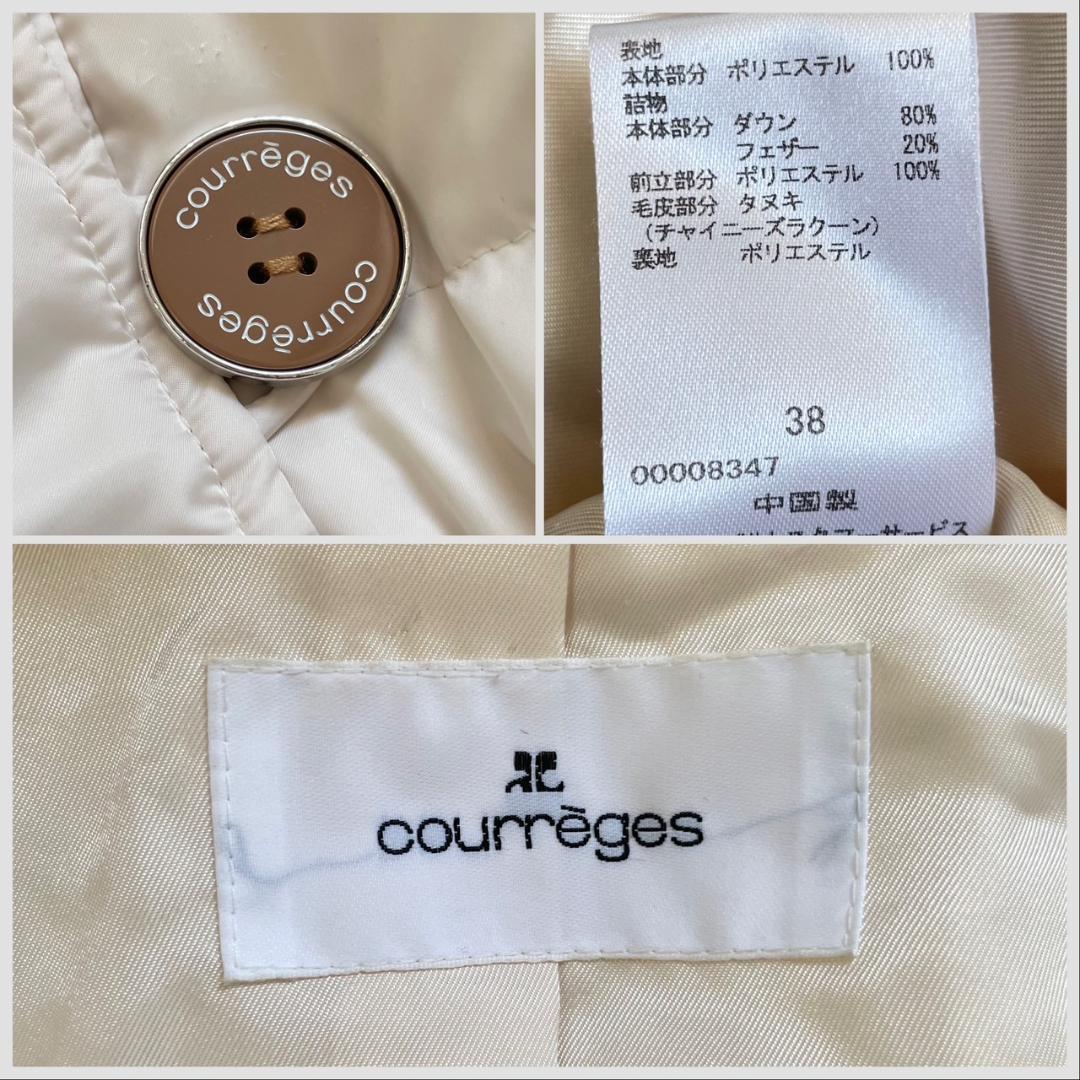 courrēges
courrēges
表地
本体部分 ポリエステル 100%
詰物
本体部分 ダウン 80%
フェザー 20%
前立部分 ポリエステル 100%
毛皮部分 タヌキ
(チャイニーズラクーン)
裏地 ポリエステル
38
00008347
中国製
courrèges